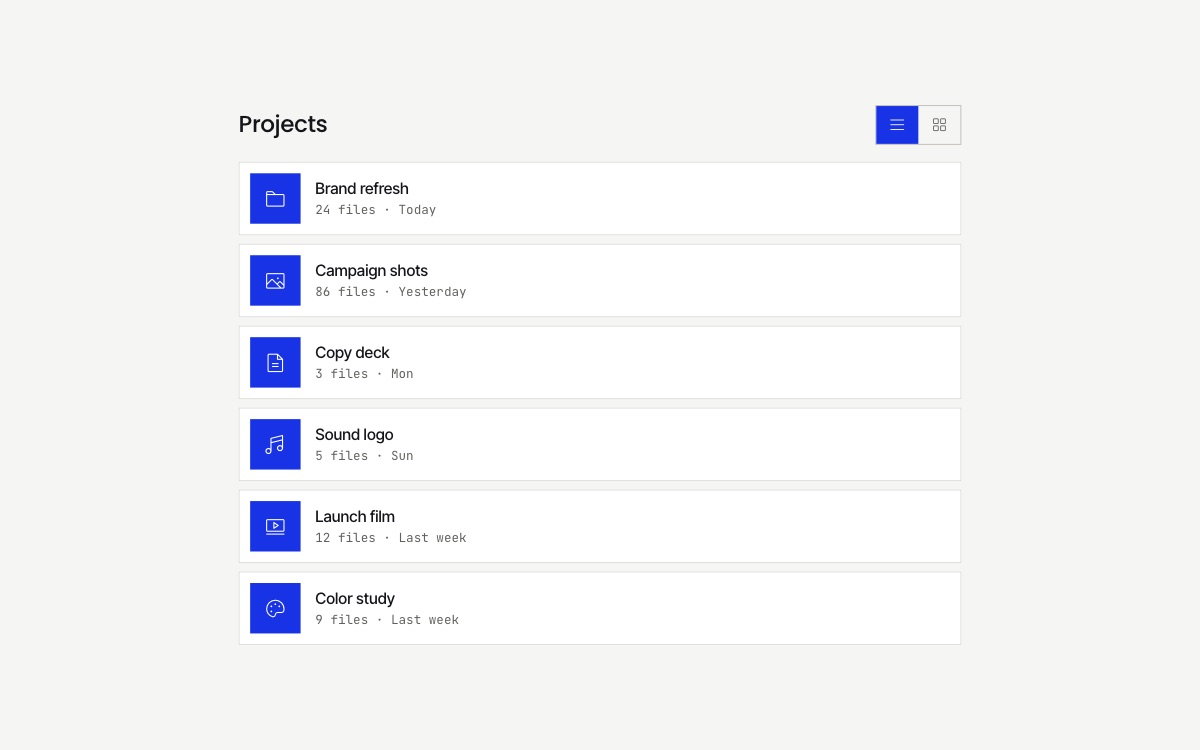 Projects
Brand refresh
24 files · Today
Campaign shots
86 files · Yesterday
Copy deck
3 files · Mon
Sound logo
5 files · Sun
Launch film
12 files · Last week
Color study
9 files · Last week